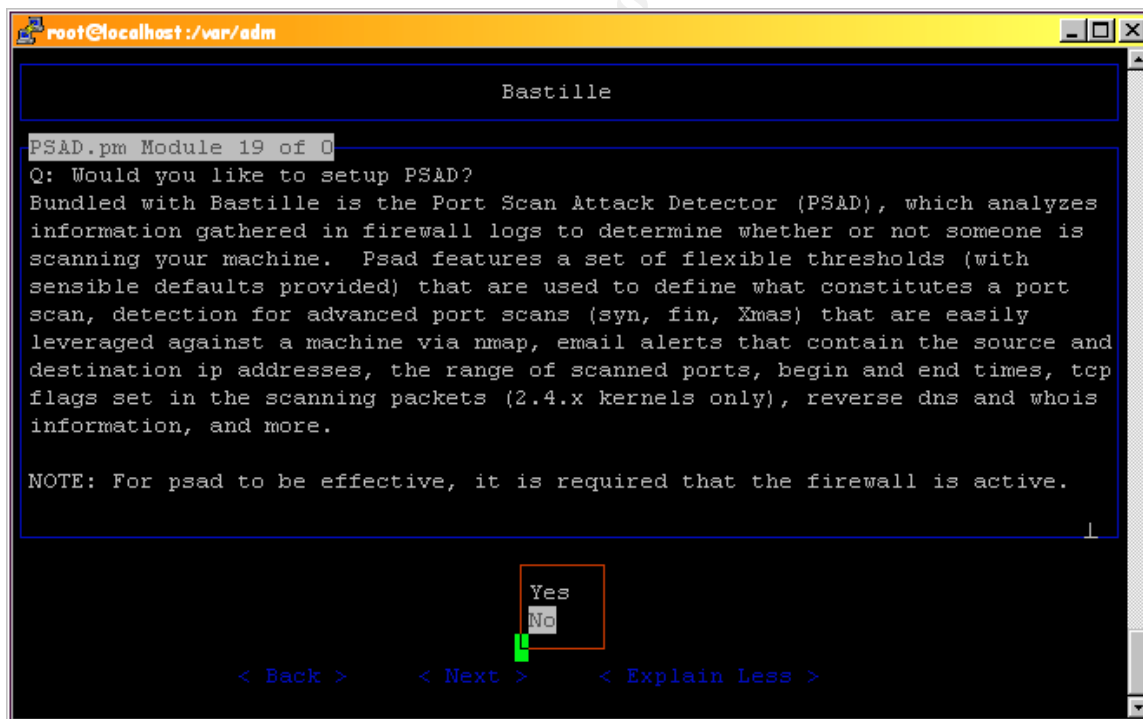 root@localhost:/var/adm
Bastille
PSAD.pm Module 19 of 0
Q: Would you like to setup PSAD?
Bundled with Bastille is the Port Scan Attack Detector (PSAD), which analyzes
information gathered in firewall logs to determine whether or not someone is
scanning your machine.  Psad features a set of flexible thresholds (with
sensible defaults provided) that are used to define what constitutes a port
scan, detection for advanced port scans (syn, fin, Xmas) that are easily
leveraged against a machine via nmap, email alerts that contain the source and
destination ip addresses, the range of scanned ports, begin and end times, tcp
flags set in the scanning packets (2.4.x kernels only), reverse dns and whois
information, and more.
NOTE: For psad to be effective, it is required that the firewall is active.
Yes
No
< Back > < Next > < Explain Less >